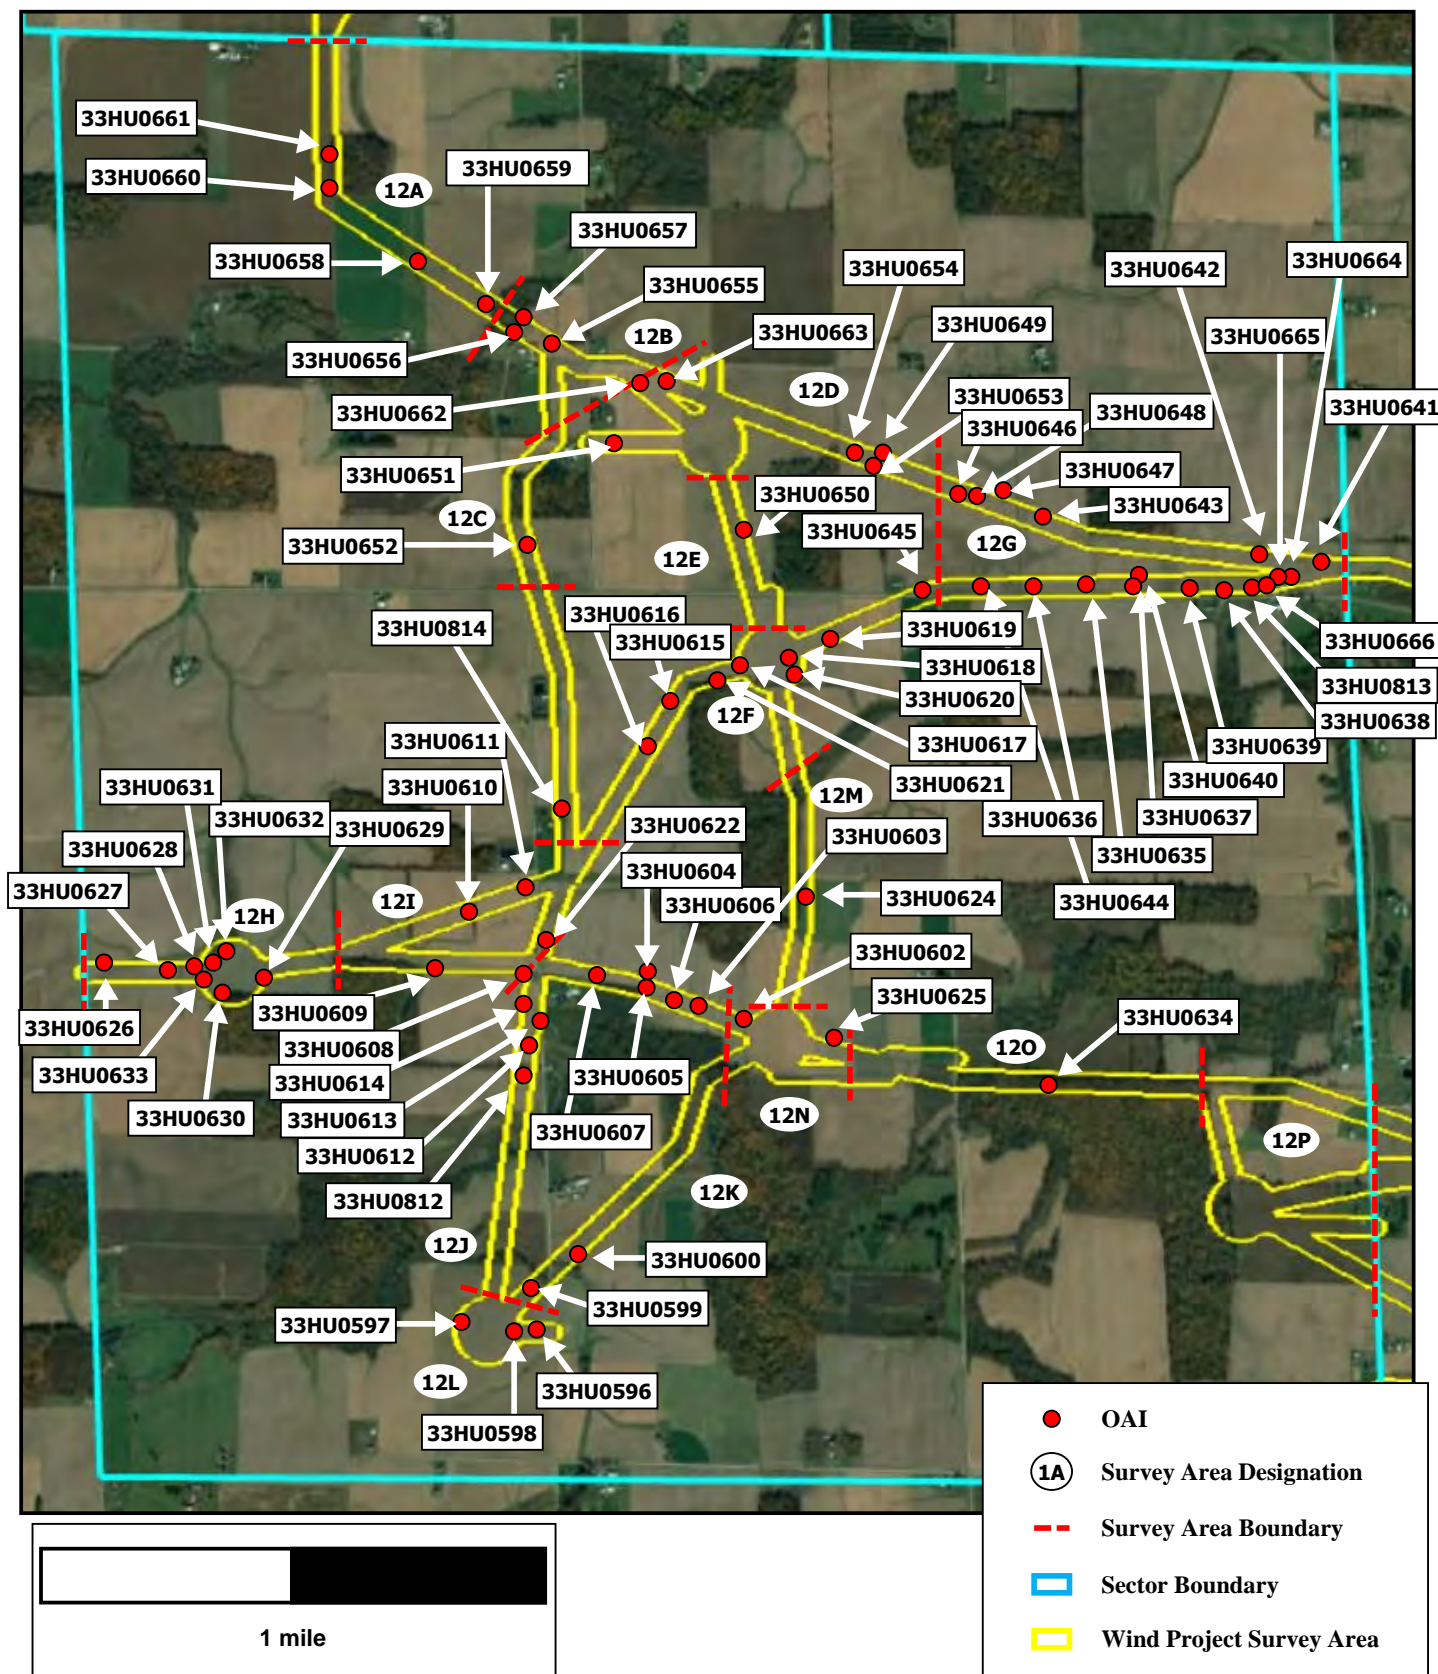 33HU0661
33HU0659
33HU0660
12A
33HU0657
33HU0658
33HU0654
33HU0642
33HU0664
33HU0655
33HU0649
33HU0665
33HU0656
12B
33HU0663
12D
33HU0653
33HU0648
33HU0641
33HU0662
33HU0646
33HU0651
33HU0647
33HU0650
33HU0643
12C
33HU0645
33HU0652
12E
12G
33HU0616
33HU0814
33HU0615
33HU0619
33HU0666
33HU0618
33HU0813
33HU0620
33HU0638
12F
33HU0611
33HU0617
33HU0639
33HU0610
33HU0621
33HU0640
33HU0631
12M
33HU0632
33HU0629
33HU0622
33HU0603
33HU0636
33HU0637
33HU0628
33HU0604
33HU0635
33HU0627
12I
33HU0606
33HU0624
33HU0644
12H
33HU0602
33HU0625
33HU0626
33HU0609
33HU0634
33HU0608
12O
33HU0633
33HU0614
33HU0605
33HU0630
33HU0613
33HU0607
12N
33HU0612
12P
33HU0812
12K
12J
33HU0600
33HU0599
33HU0597
12L
33HU0596
33HU0598
OAI
1A
Survey Area Designation
Survey Area Boundary
Sector Boundary
Wind Project Survey Area
1 mile